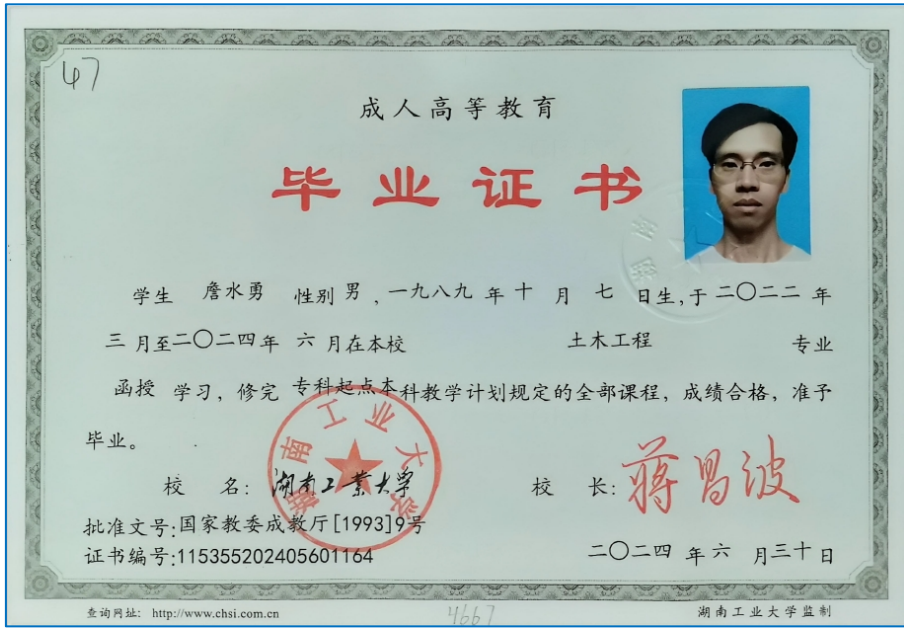 47
成人高等教育
毕业证书
学生 詹水勇 性别 男 , 一九八九 年 十 月 七 日生, 于 二〇二二 年
三 月至 二〇二四 年 六 月在本校 土木工程 专业
函授 学习, 修完 专科起点本 科教学计划规定的全部课程, 成绩合格, 准予
毕业。
校 名: 湖南工业大学
校 长: 蒋昌波
湖南工业大学
批准文号:国家教委成教厅[1993]9号
证书编号:115355202405601164
二〇二四 年 六 月三十日
查询网址: http://www.chsi.com.cn
4667
湖南工业大学监制